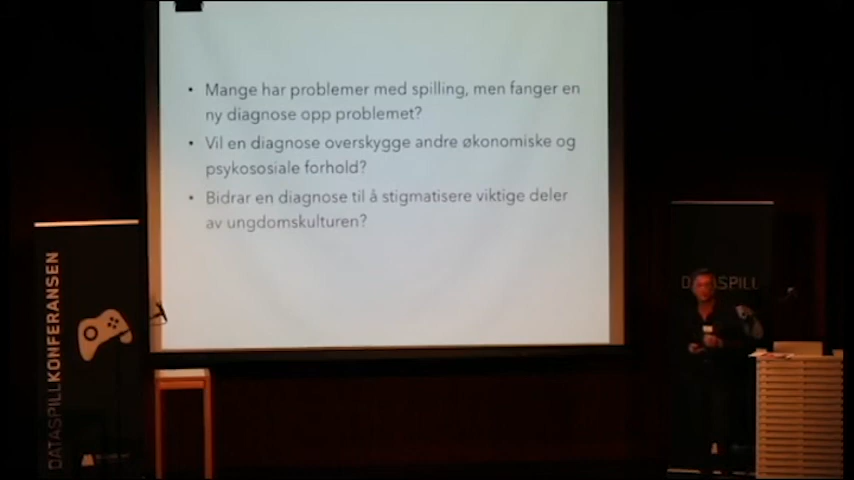 • Mange har problemer med spilling, men fanger en
ny diagnose opp problemet?
• Vil en diagnose overskygge andre økonomiske og
psykososiale forhold?
• Bidrar en diagnose til å stigmatisere viktige deler
av ungdomskulturen?
DATASPILLKONFERANSEN
DATASPILL